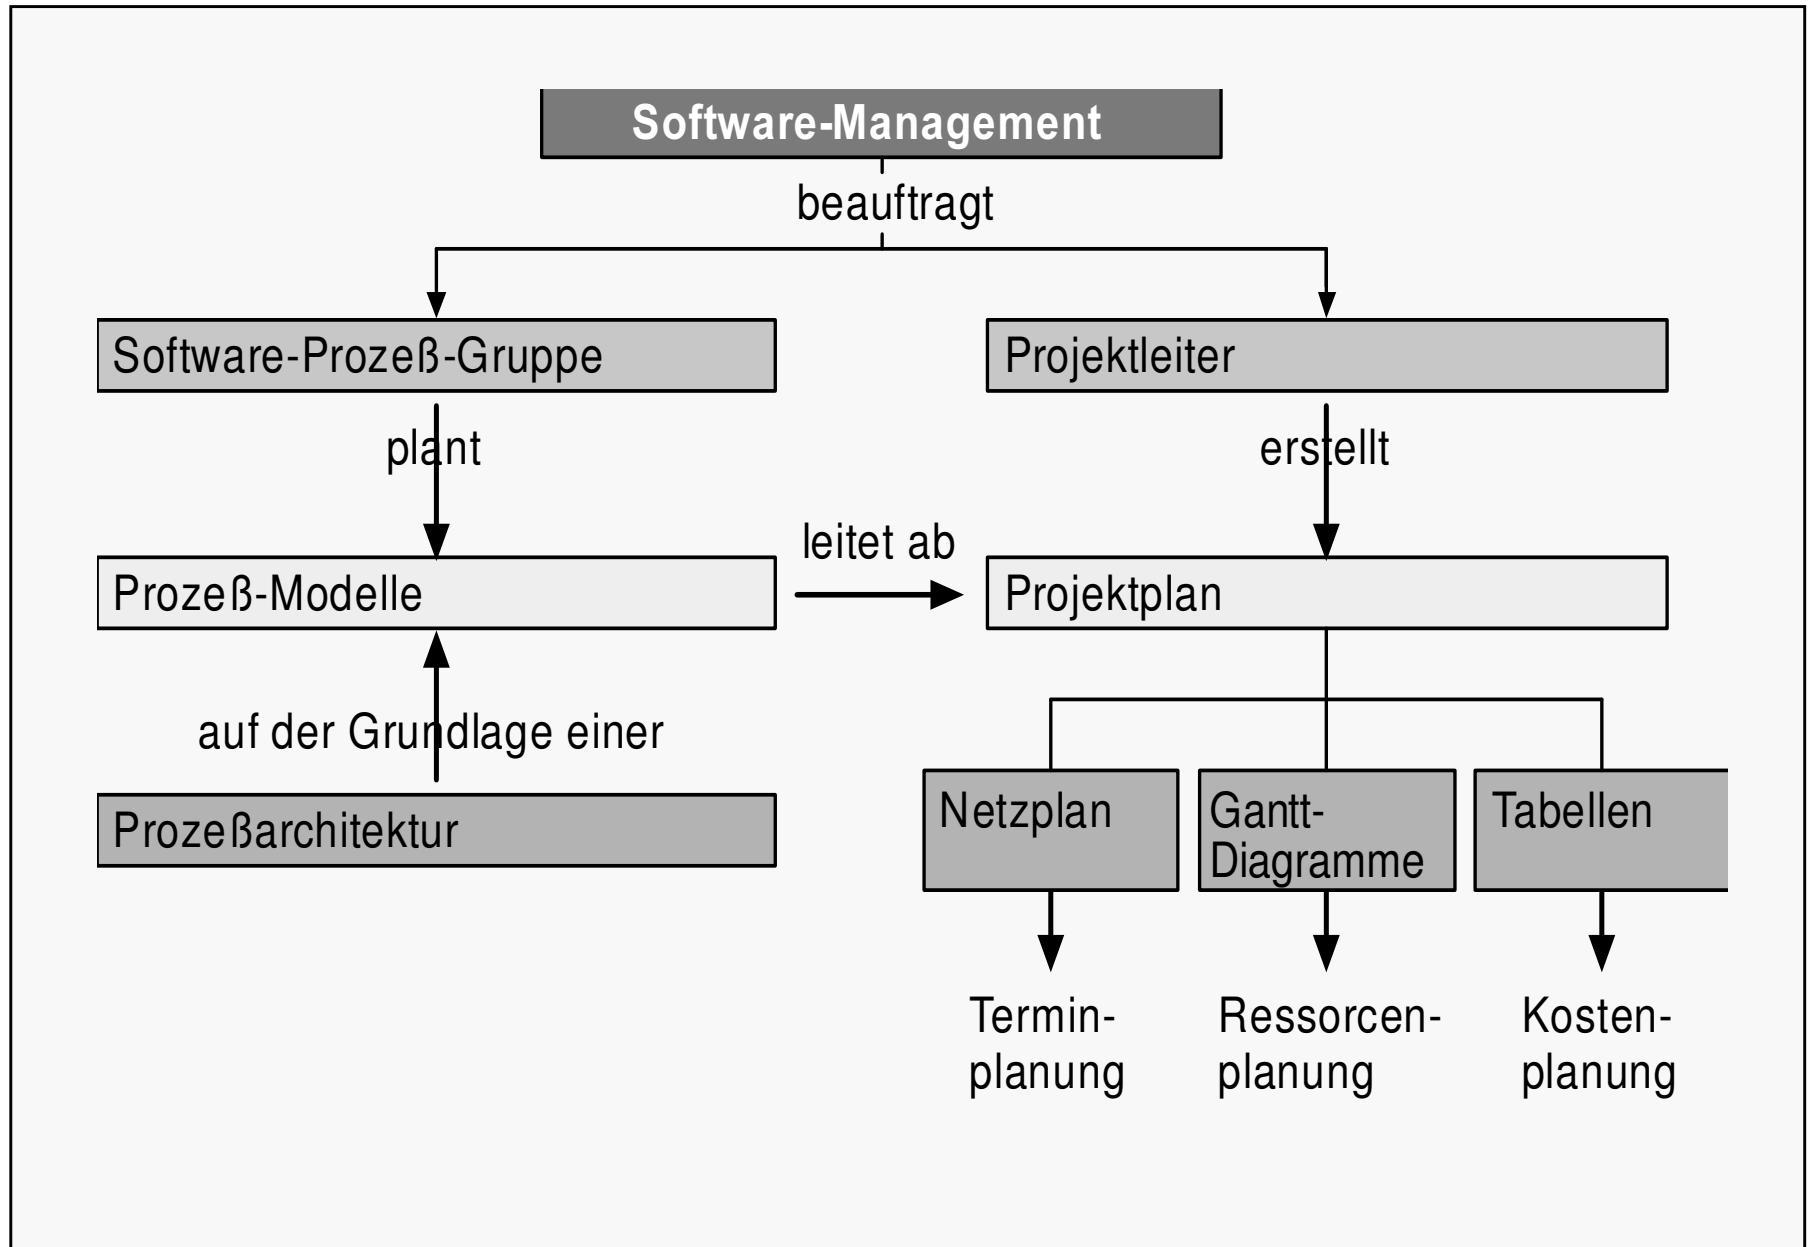 Software-Management
beauftragt
Software-Prozeß-Gruppe
Projektleiter
plant
erstellt
leitet ab
Prozeß-Modelle
Projektplan
auf der Grundlage einer
Prozeßarchitektur
Netzplan
Gantt-
Diagramme
Tabellen
Termin-
planung
Ressorcen-
planung
Kosten-
planung